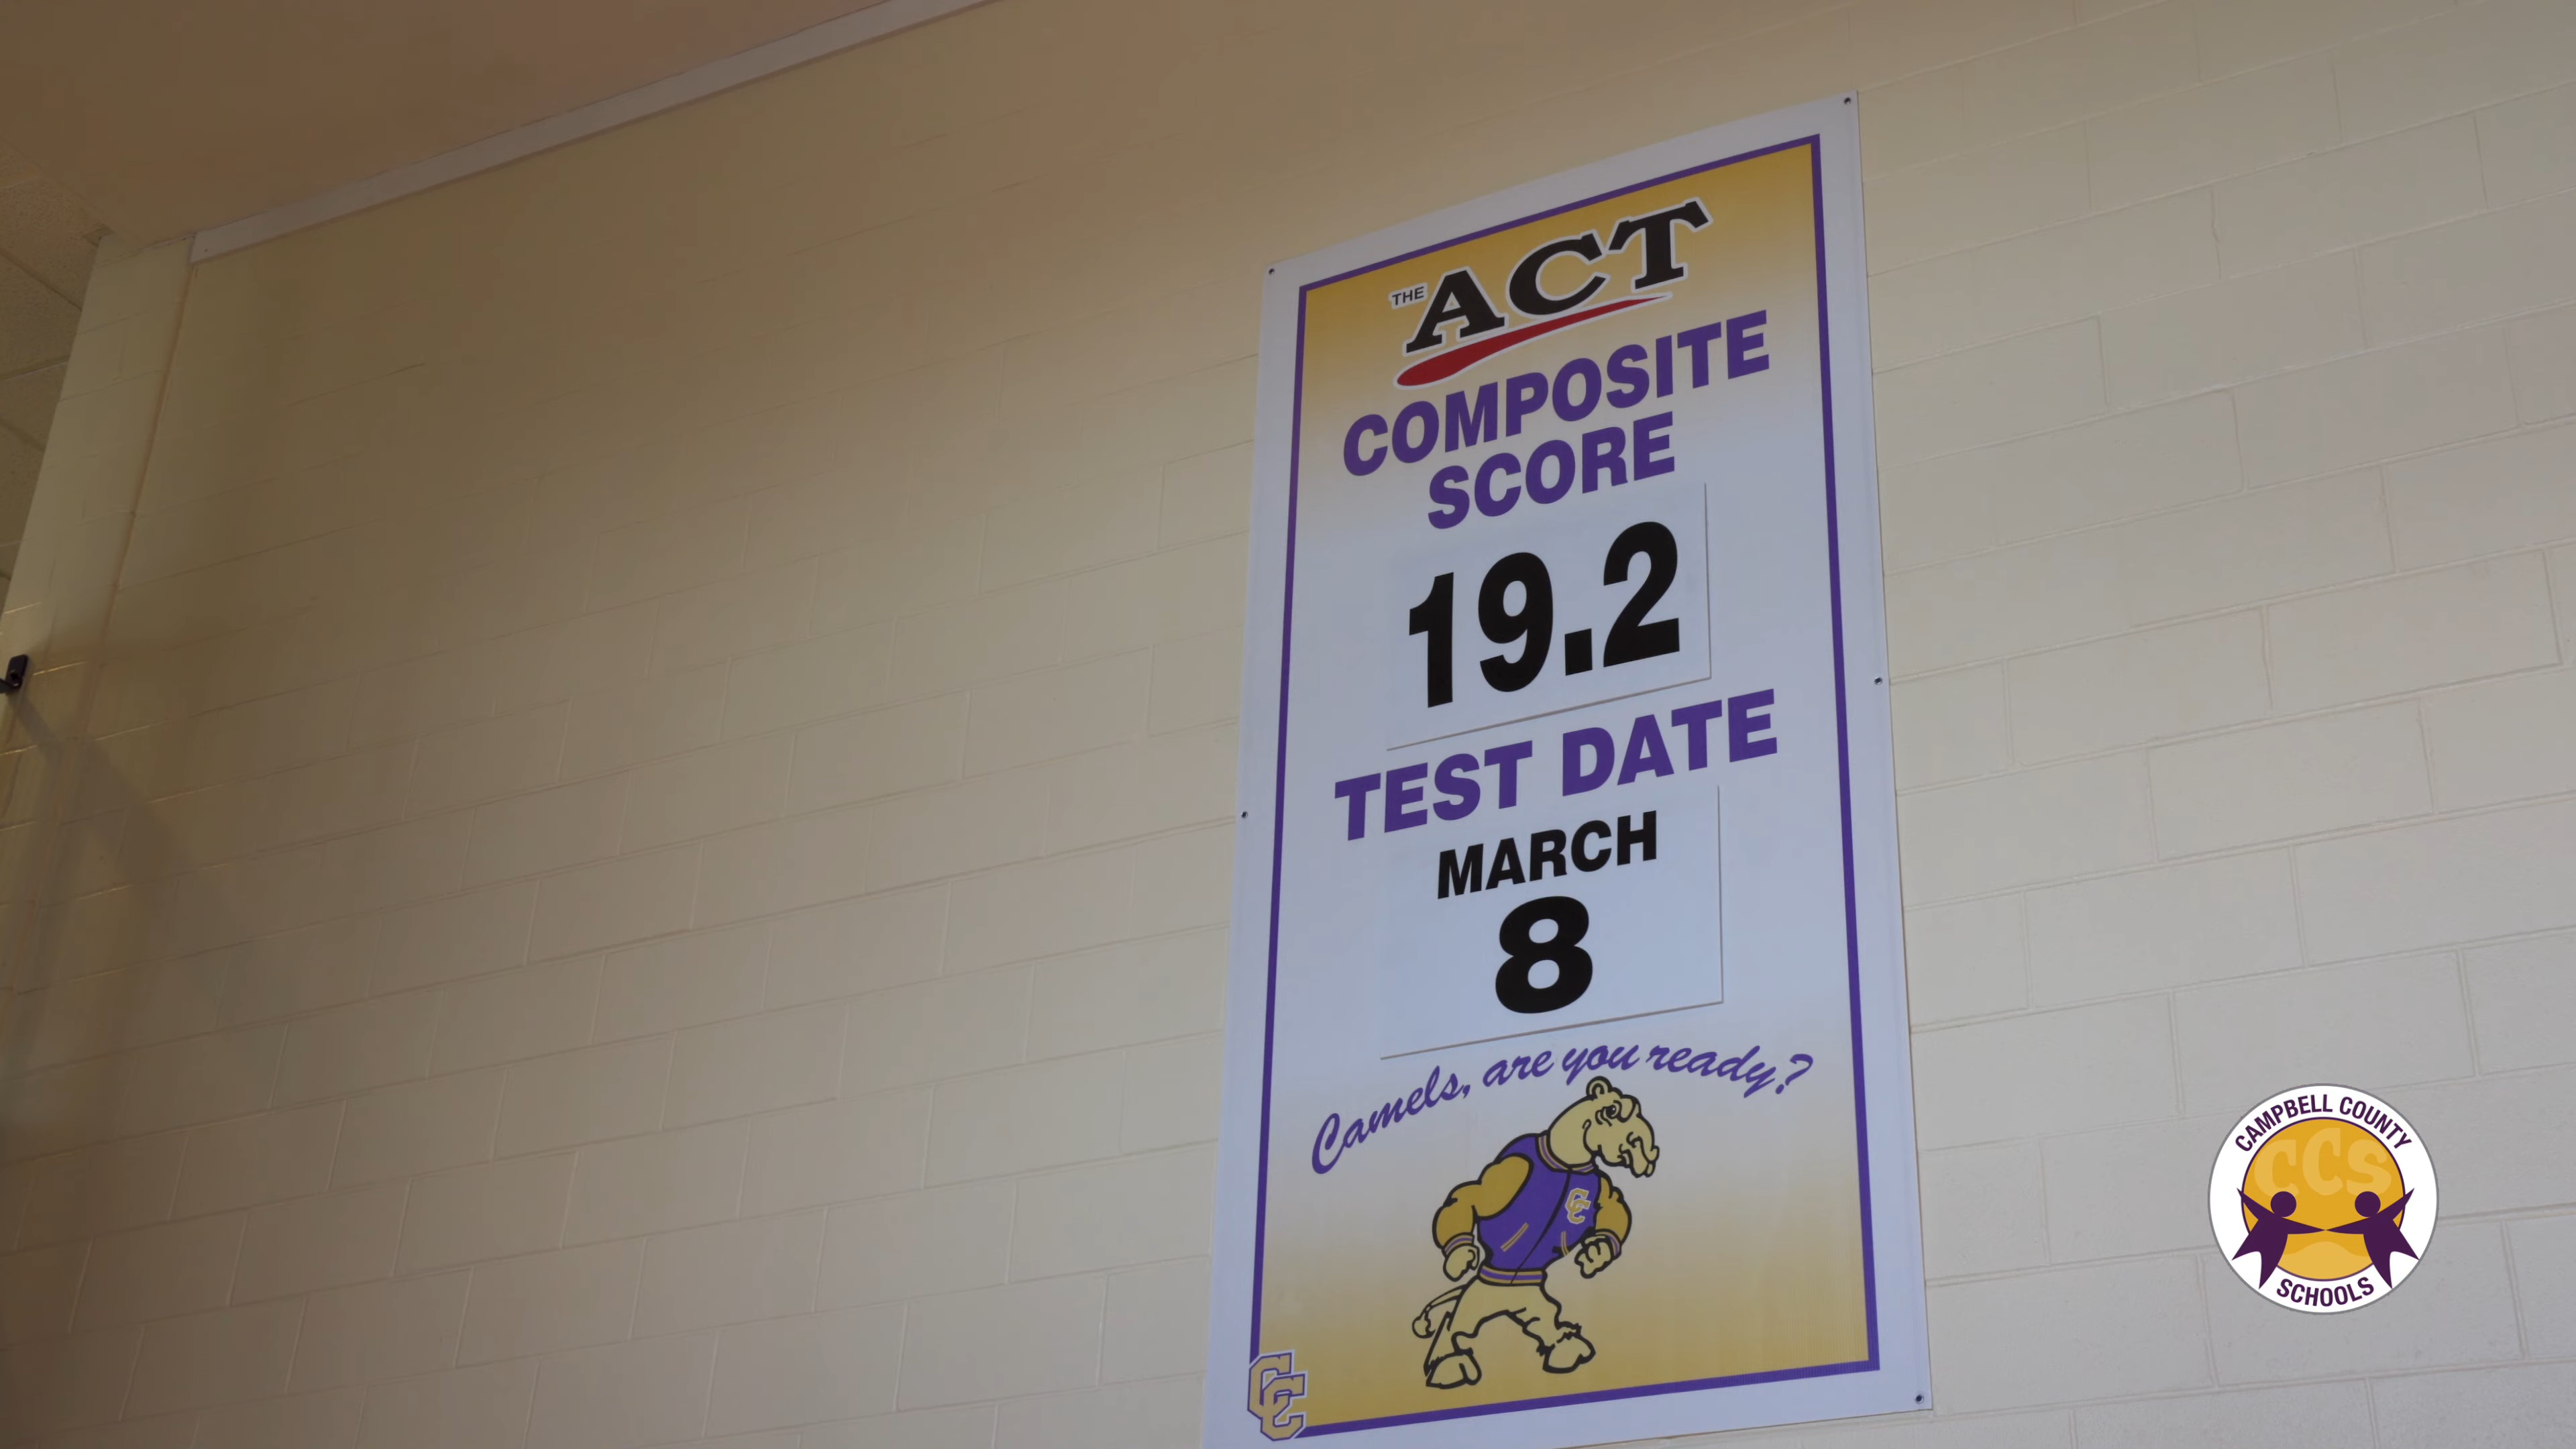 THE ACT
COMPOSITE
SCORE
19.2
TEST DATE
MARCH
8
Camels, are you ready?
CC
CC
CAMPBELL COUNTY
CCS
SCHOOLS